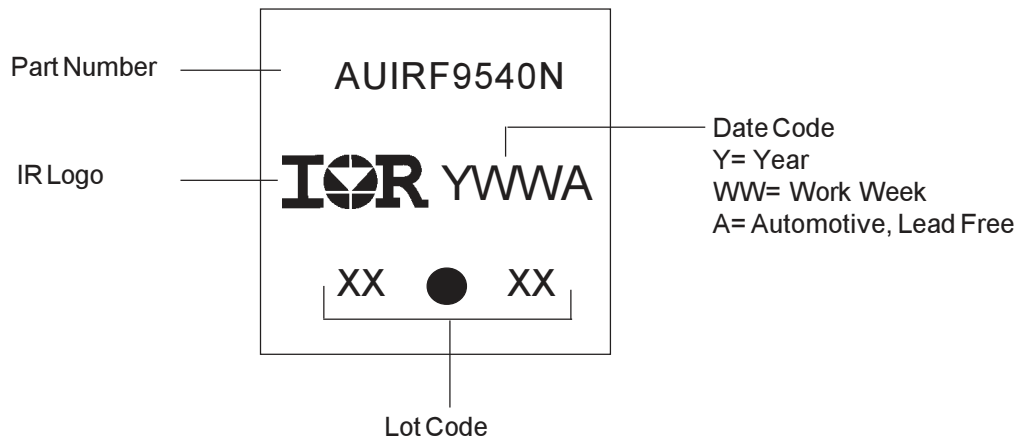 Part Number
AUIRF9540N
IR Logo
IOR YWWA
Date Code
Y= Year
WW= Work Week
A= Automotive, Lead Free
XX XX
Lot Code